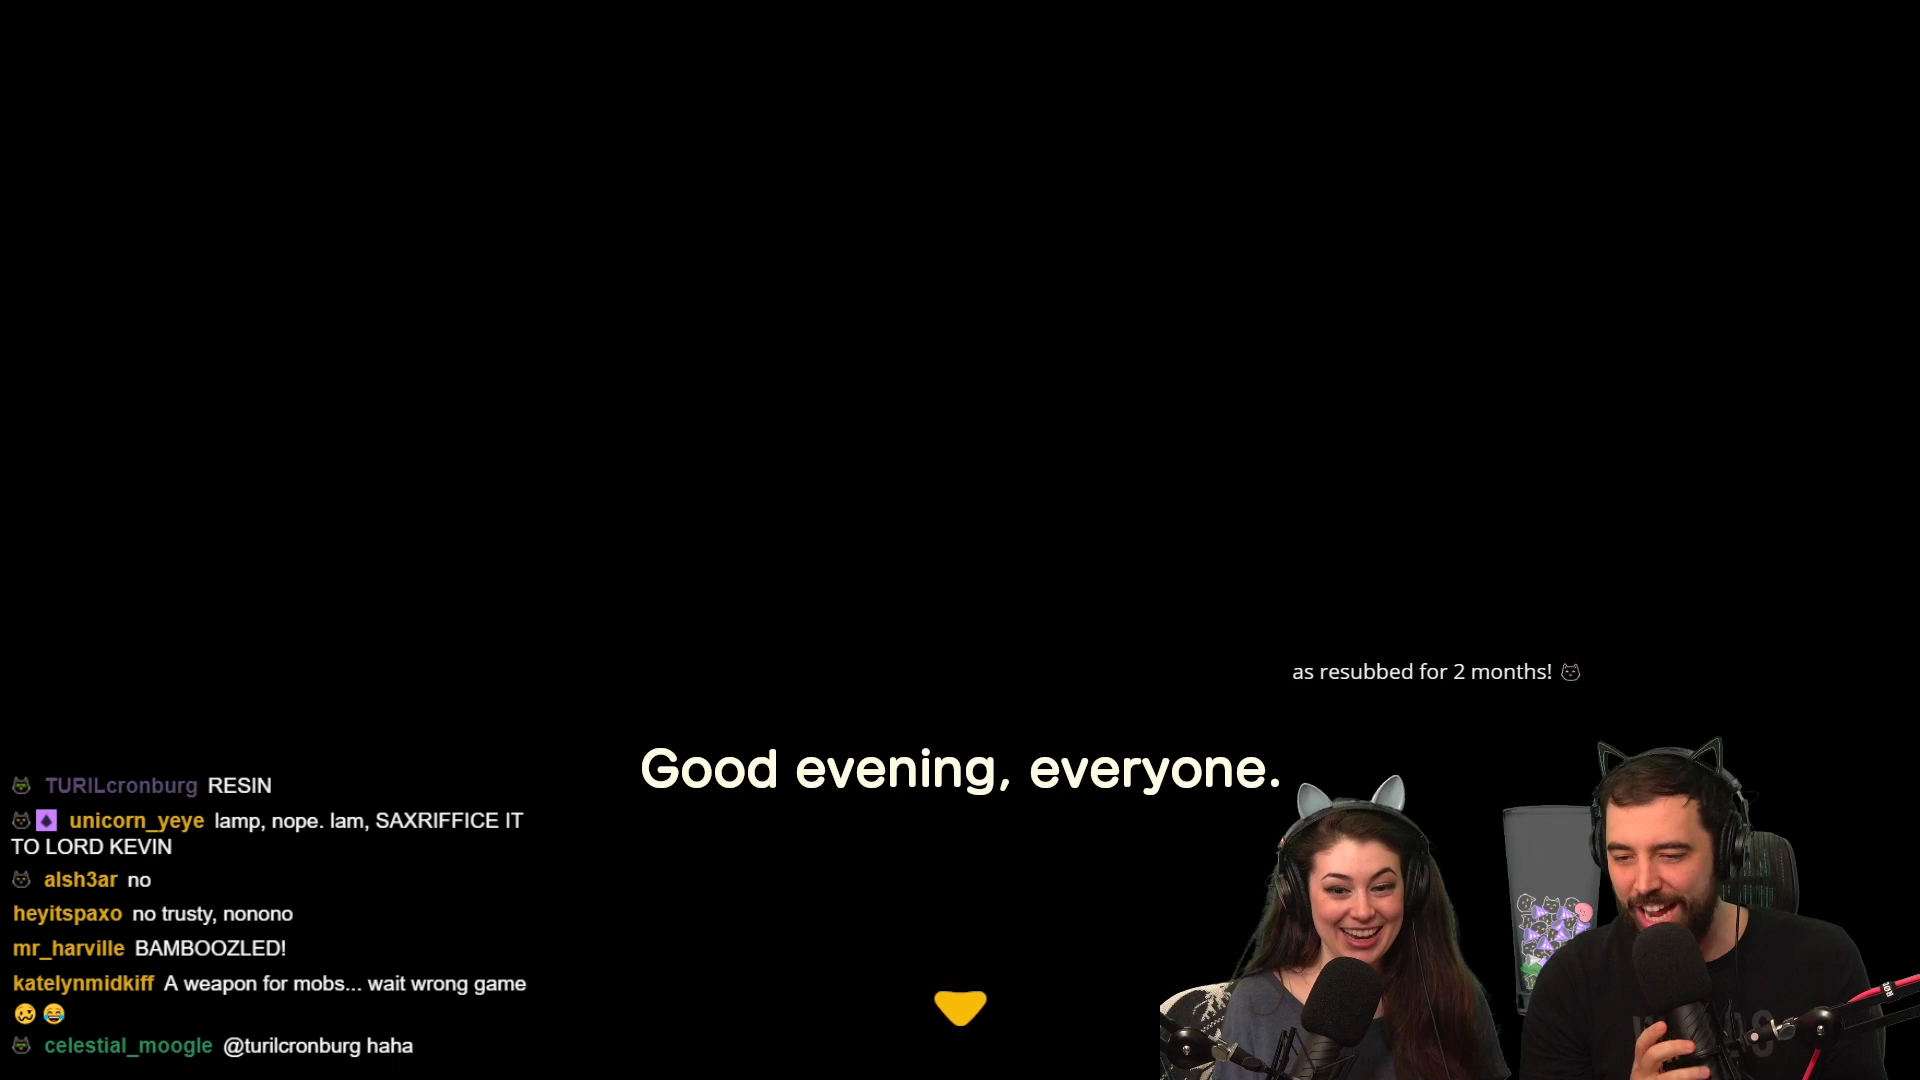 as resubbed for 2 months!
Good evening, everyone.
TURILcronburg RESIN
unicorn_yeye lamp, nope. lam, SAXRIFFICE IT
TO LORD KEVIN
alsh3ar no
heyitspaxo no trusty, nonono
mr_harville BAMBOOZLED!
katelynmidkiff A weapon for mobs... wait wrong game
🥴 😂
celestial_moogle @turilcronburg haha